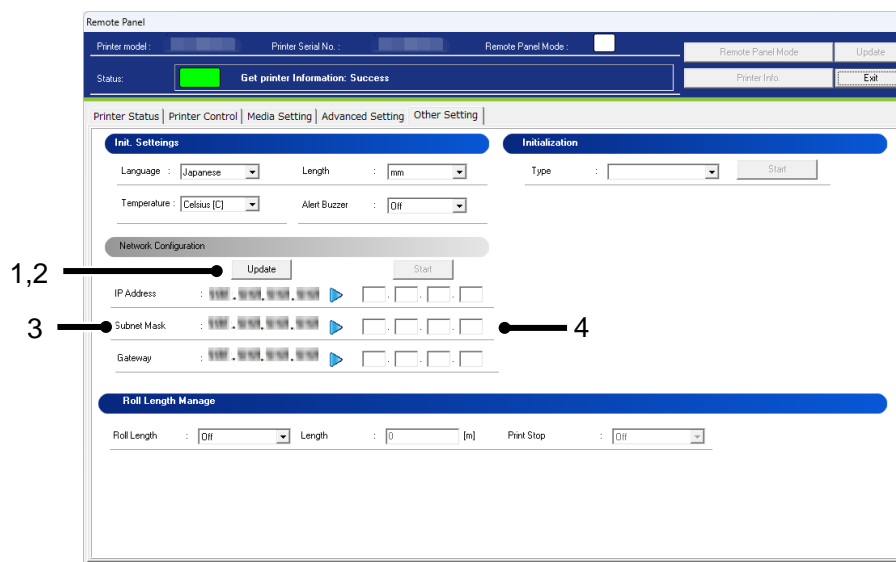 Remote Panel
Printer model : Printer Serial No. : Remote Panel Mode : Remote Panel Mode Update
Status: Get printer Information: Success Printer Info. Exit
Printer Status Printer Control Media Setting Advanced Setting Other Setting
Init. Setteings Initialization
Language : Japanese Length : mm Type : Start
Temperature : Celsius [C] Alert Buzzer : Off
Network Configuration
1,2 Update Start
IP Address : . . . . . .
3 Subnet Mask : . . . . . . 4
Gateway : . . . . . .
Roll Length Manage
Roll Length : Off Length : 0 [m] Print Stop : Off